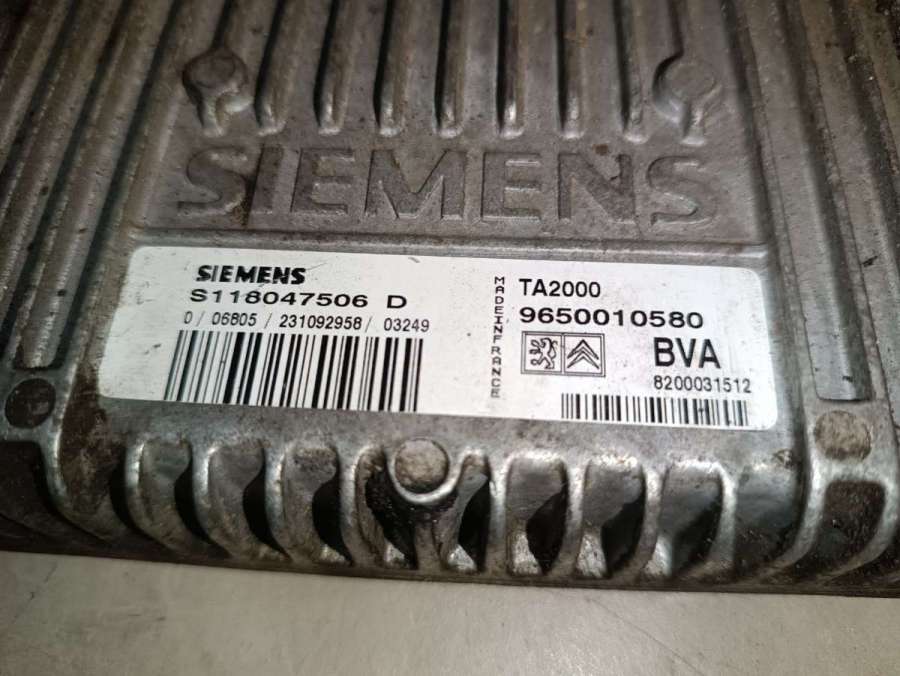 SIEMENS
SIEMENS
S118047506 D
0/ 06805 / 231092958/ 03249
MADEINFRANCE
TA2000
9650010580
BVA
8200031512